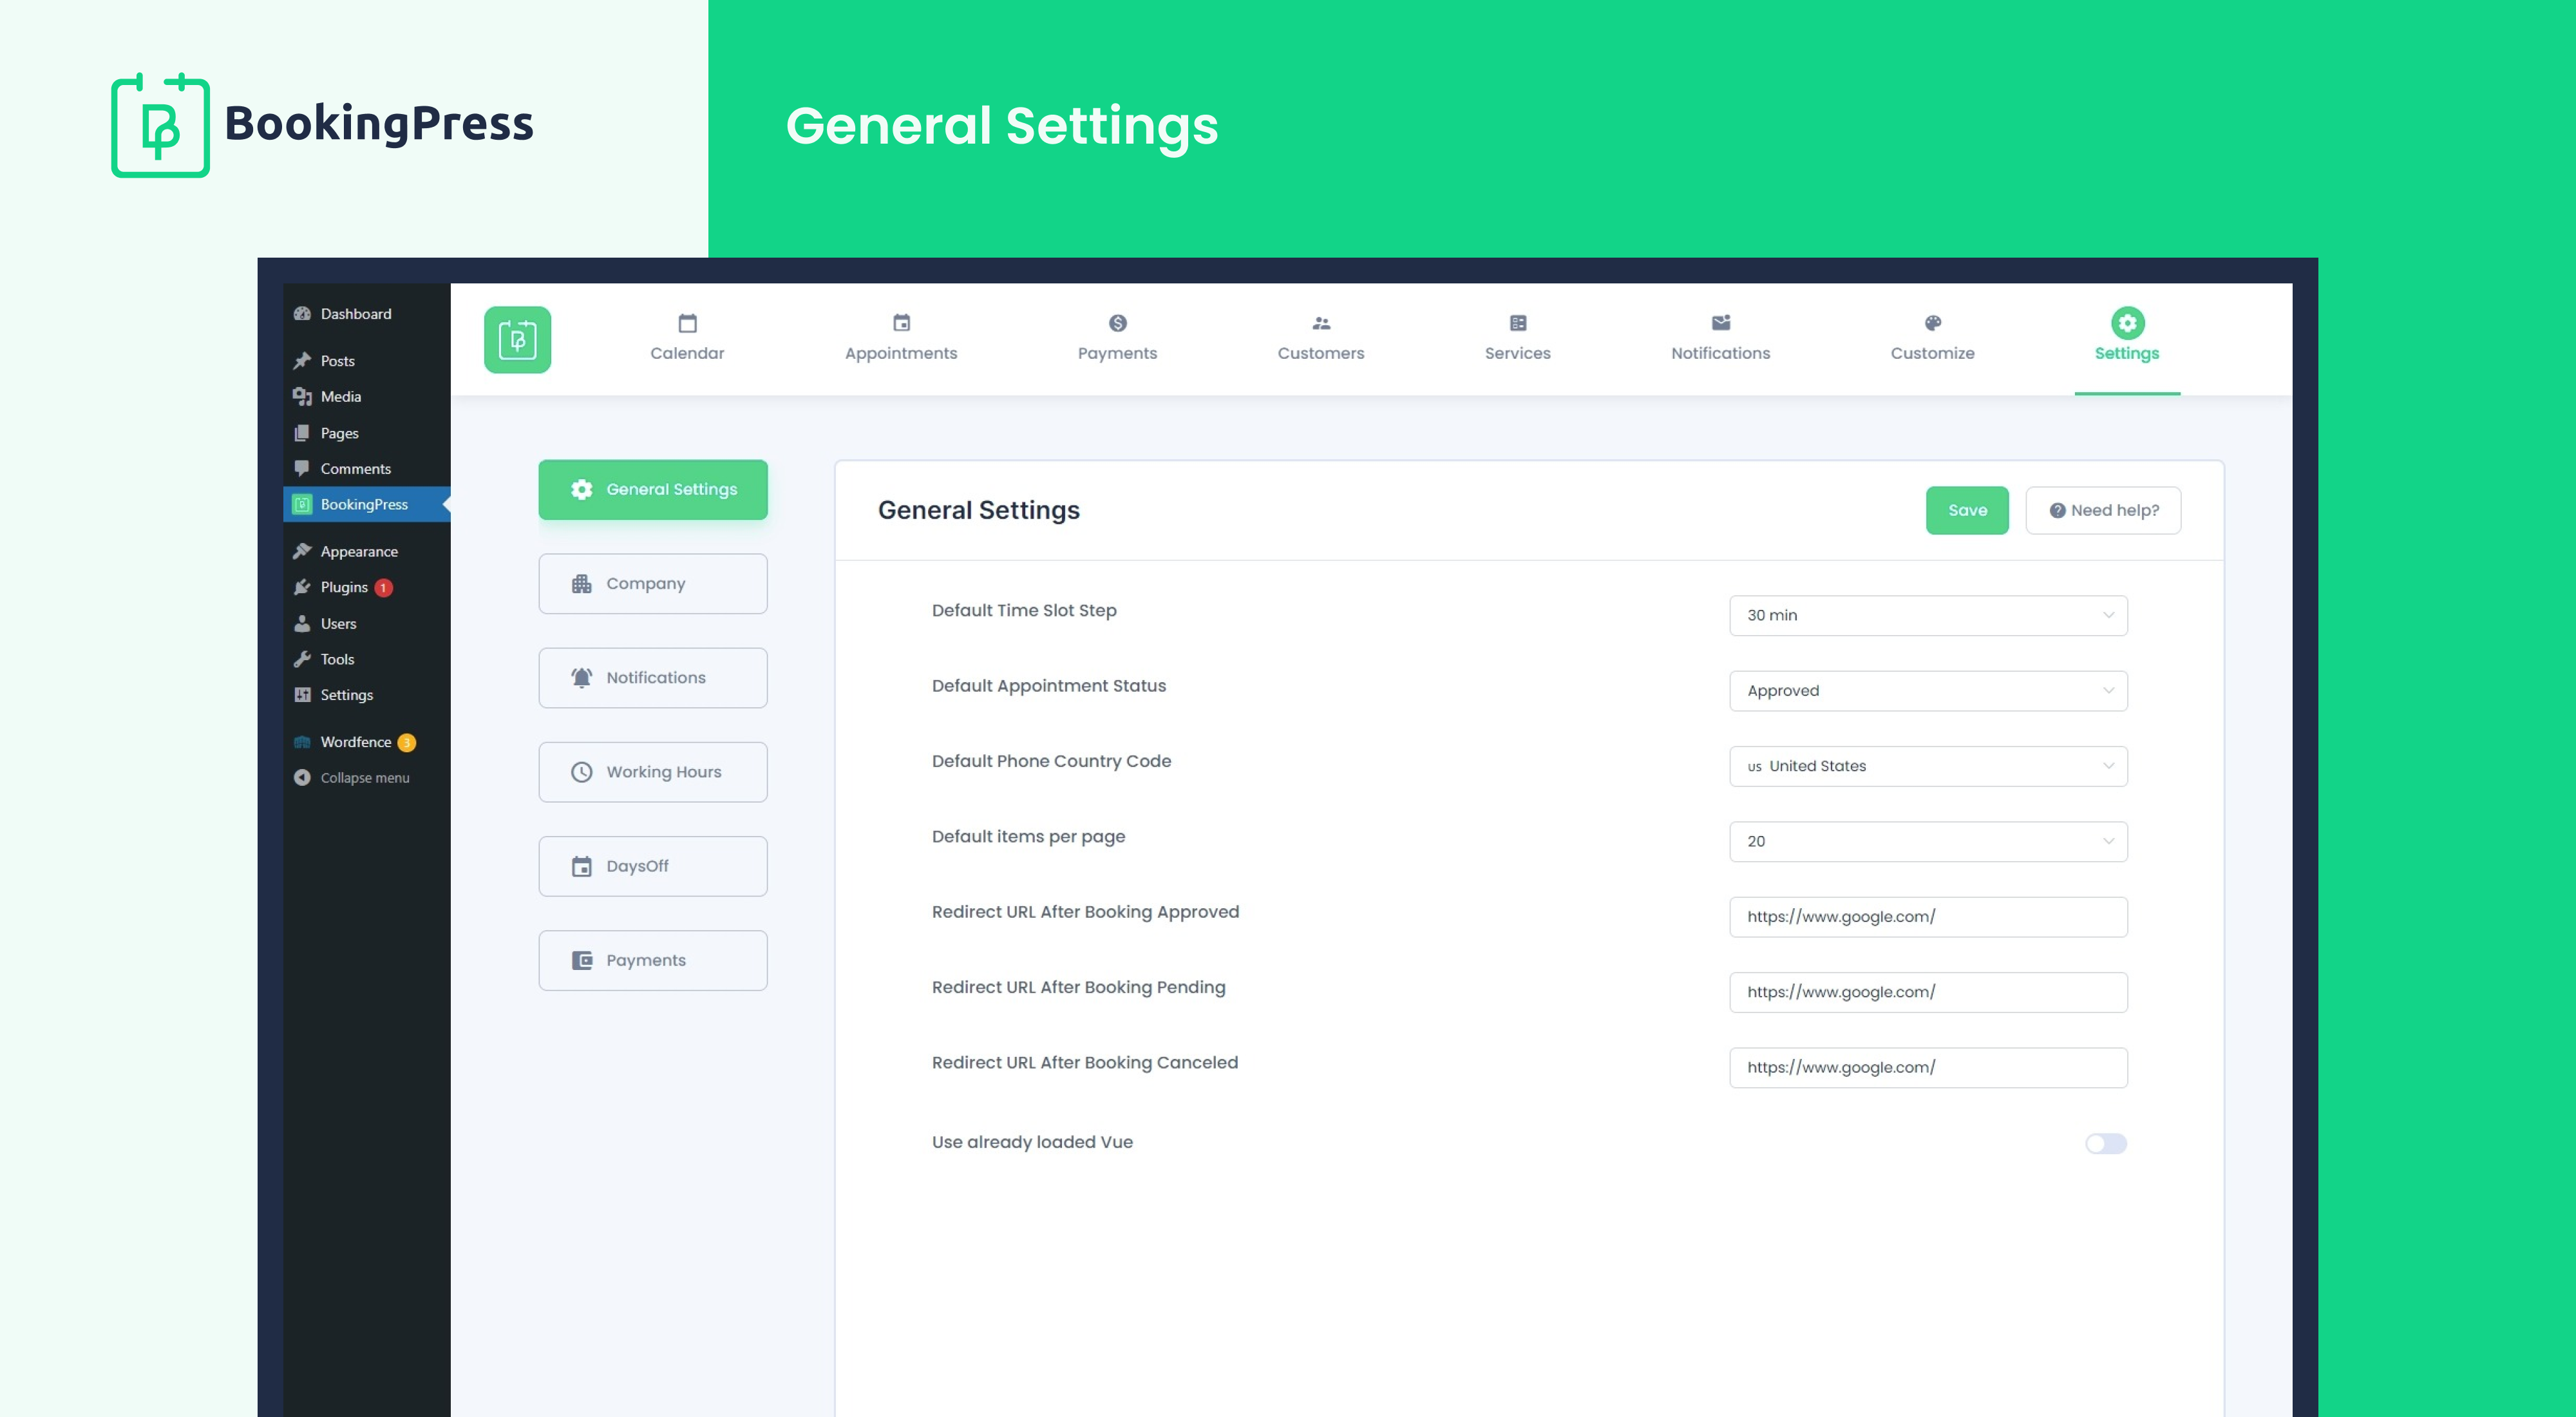 BookingPress
General Settings
Dashboard
Posts
Media
Pages
Comments
BookingPress
Appearance
Plugins 1
Users
Tools
Settings
Wordfence 3
Collapse menu
Calendar
Appointments
Payments
Customers
Services
Notifications
Customize
Settings
General Settings
Company
Notifications
Working Hours
DaysOff
Payments
General Settings
Save
Need help?
Default Time Slot Step
30 min
Default Appointment Status
Approved
Default Phone Country Code
US United States
Default items per page
20
Redirect URL After Booking Approved
https://www.google.com/
Redirect URL After Booking Pending
https://www.google.com/
Redirect URL After Booking Canceled
https://www.google.com/
Use already loaded Vue